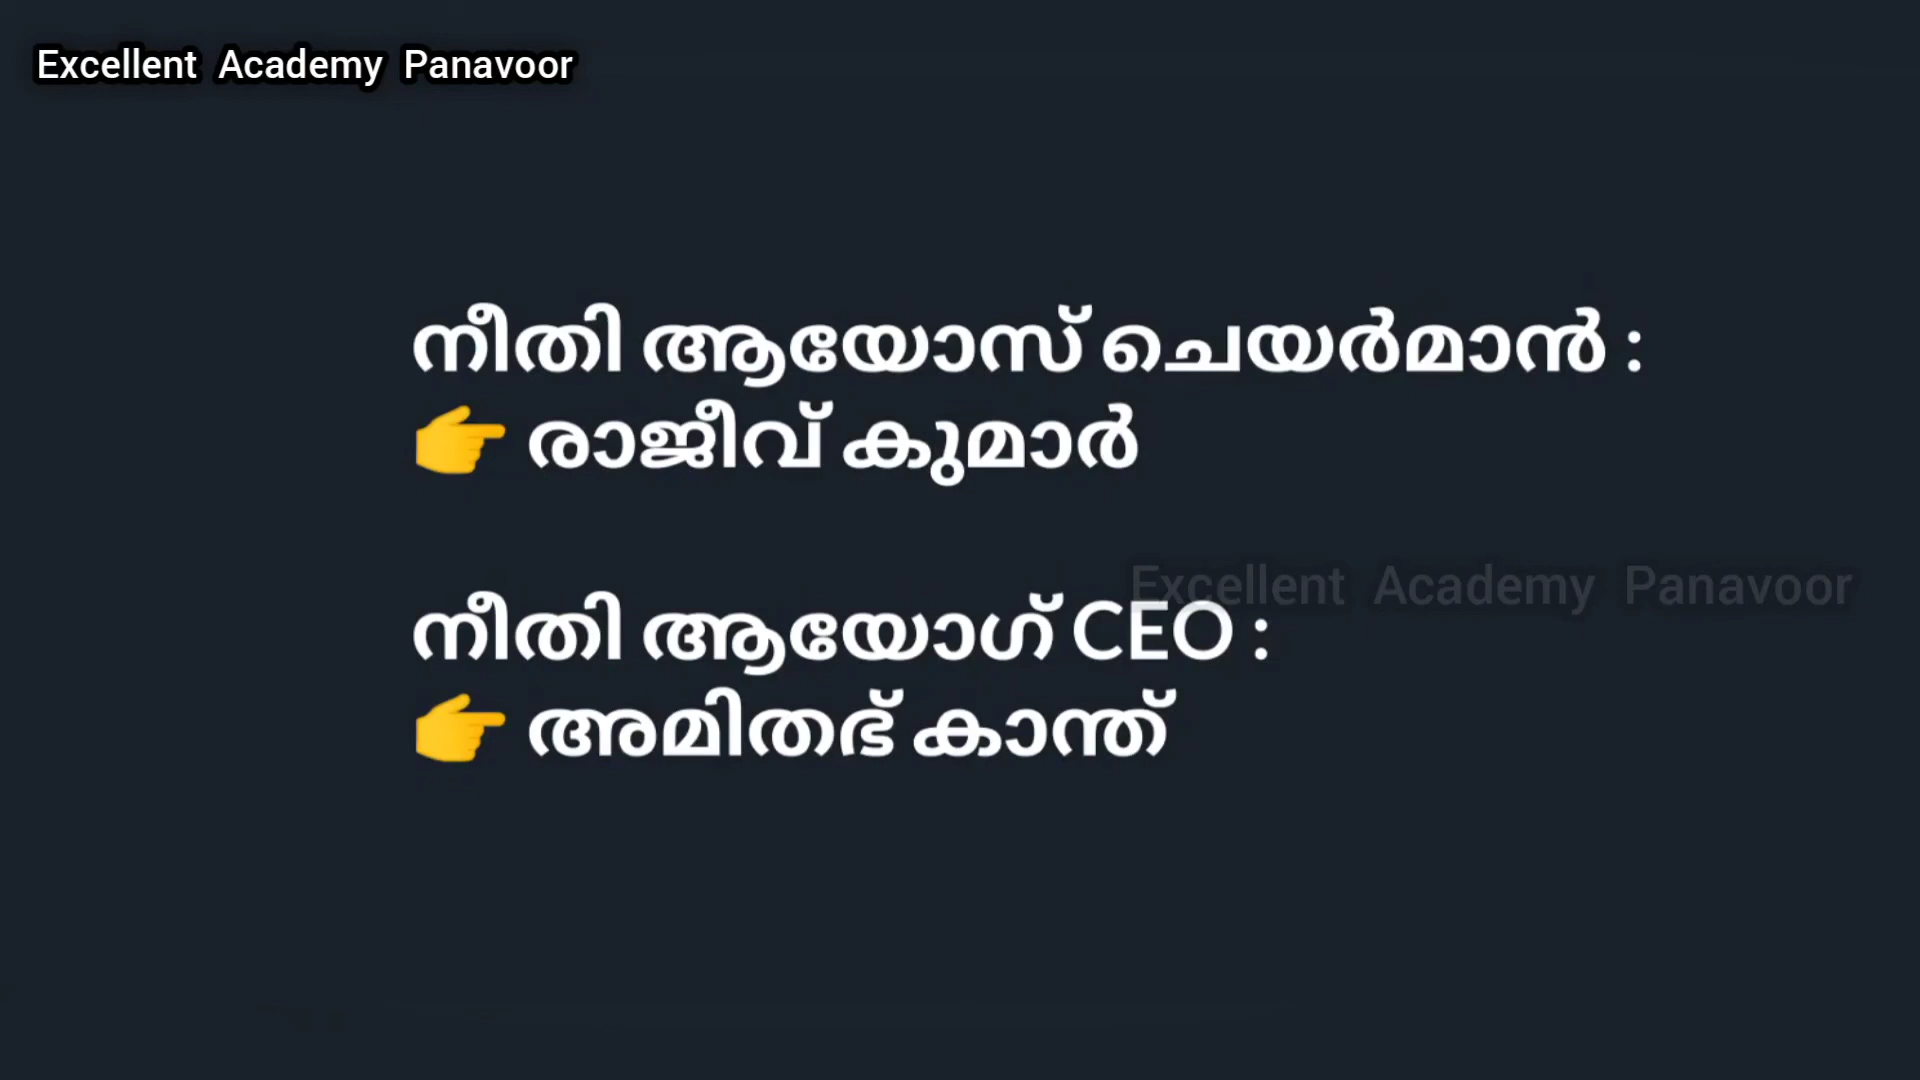 Excellent Academy Panavoor
നീതി ആയോസ് ചെയർമാൻ :
👉 രാജീവ് കുമാർ
Excellent Academy Panavoor
നീതി ആയോഗ് CEO :
👉 അമിതഭ് കാന്ത്